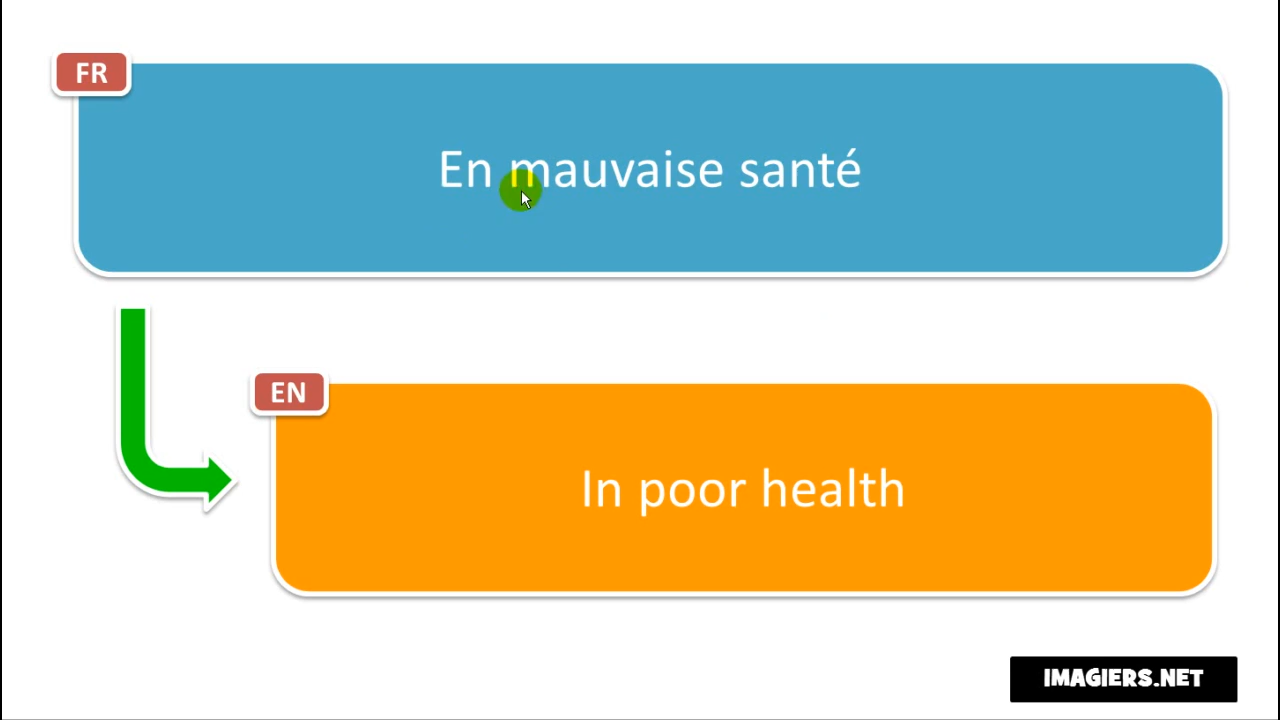 FR
En mauvaise santé
EN
In poor health
IMAGIERS.NET